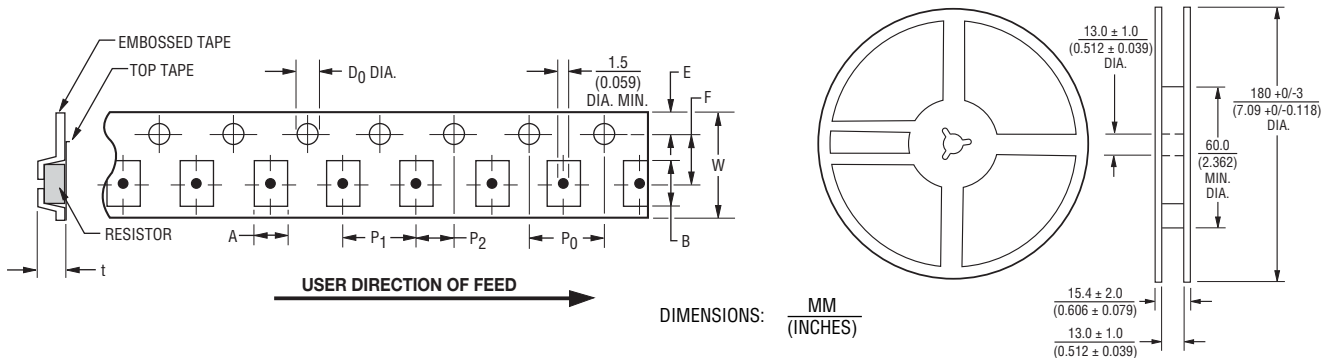 EMBOSSED TAPE
TOP TAPE
D0 DIA.
1.5
(0.059)
DIA. MIN.
E
F
W
RESISTOR
A
P1
P2
P0
B
t
USER DIRECTION OF FEED
DIMENSIONS: MM
(INCHES)
13.0 ± 1.0
(0.512 ± 0.039)
DIA.
180 +0/-3
(7.09 +0/-0.118)
DIA.
60.0
(2.362)
MIN.
DIA.
15.4 ± 2.0
(0.606 ± 0.079)
13.0 ± 1.0
(0.512 ± 0.039)